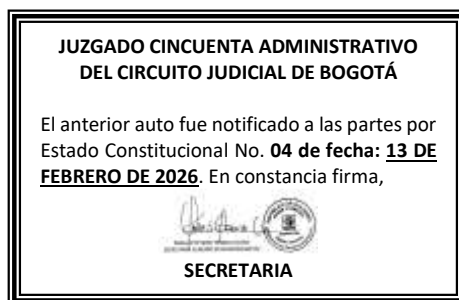 JUZGADO CINCUENTA ADMINISTRATIVO
DEL CIRCUITO JUDICIAL DE BOGOTÁ
El anterior auto fue notificado a las partes por
Estado Constitucional No. 04 de fecha: 13 DE
FEBRERO DE 2026. En constancia firma,
SECRETARIA